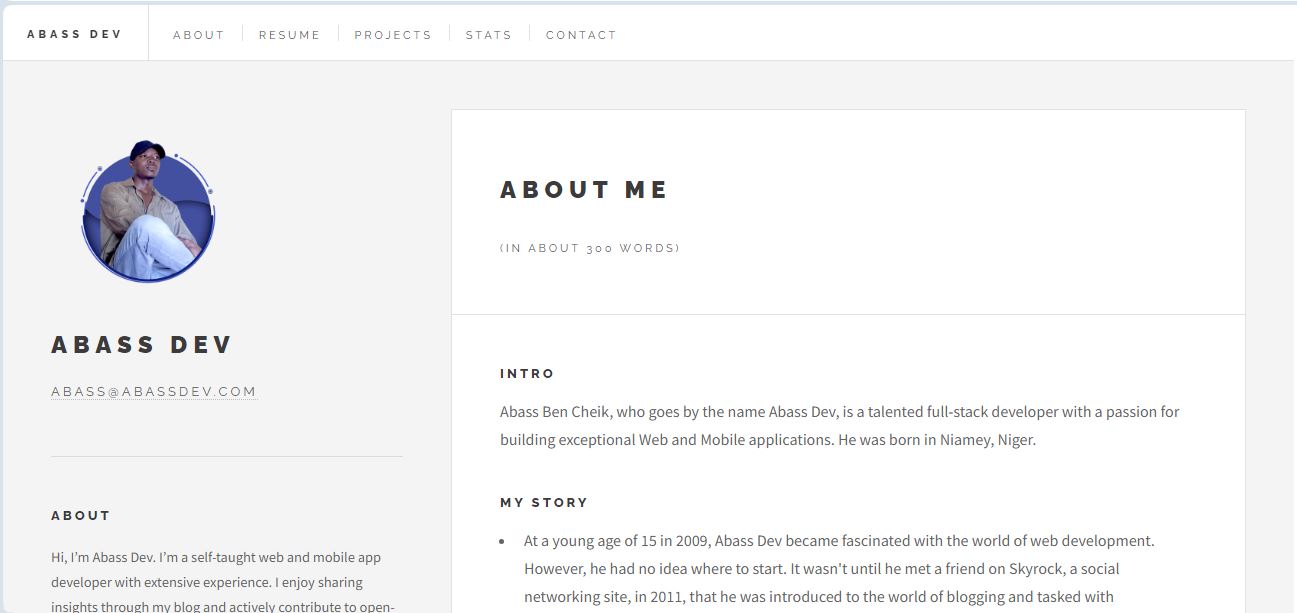 ABASS DEV
ABOUT
RESUME
PROJECTS
STATS
CONTACT
ABASS DEV
ABASS@ABASSDEV.COM
ABOUT
Hi, I’m Abass Dev. I’m a self-taught web and mobile app
developer with extensive experience. I enjoy sharing
insights through my blog and actively contribute to open-
ABOUT ME
(IN ABOUT 300 WORDS)
INTRO
Abass Ben Cheik, who goes by the name Abass Dev, is a talented full-stack developer with a passion for
building exceptional Web and Mobile applications. He was born in Niamey, Niger.
MY STORY
At a young age of 15 in 2009, Abass Dev became fascinated with the world of web development.
However, he had no idea where to start. It wasn't until he met a friend on Skyrock, a social
networking site, in 2011, that he was introduced to the world of blogging and tasked with